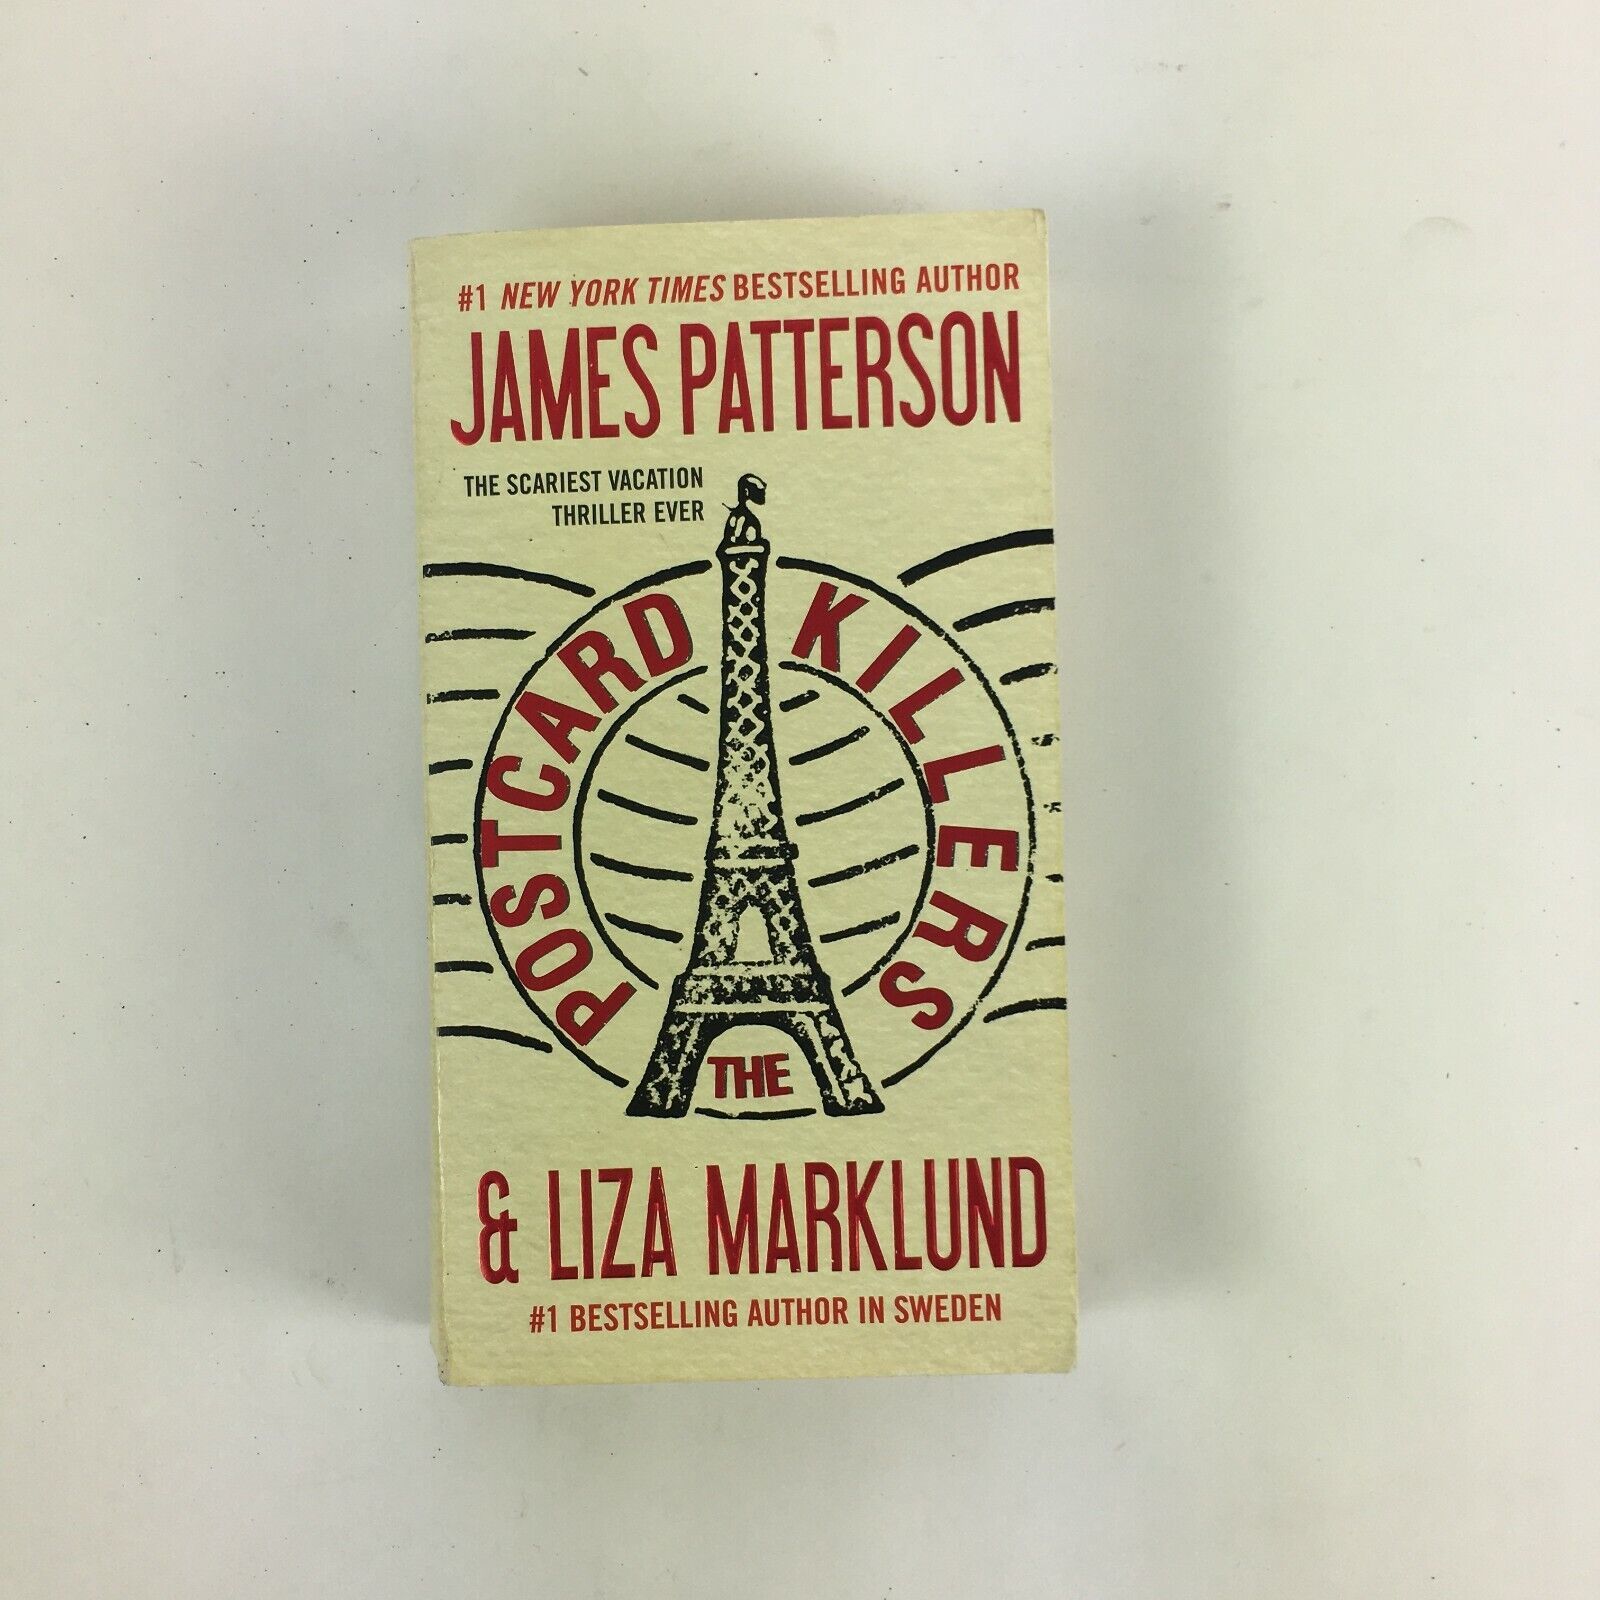 #1 NEW YORK TIMES BESTSELLING AUTHOR
JAMES PATTERSON
THE SCARIEST VACATION
THRILLER EVER
THE
POSTCARD KILLERS
& LIZA MARKLUND
#1 BESTSELLING AUTHOR IN SWEDEN